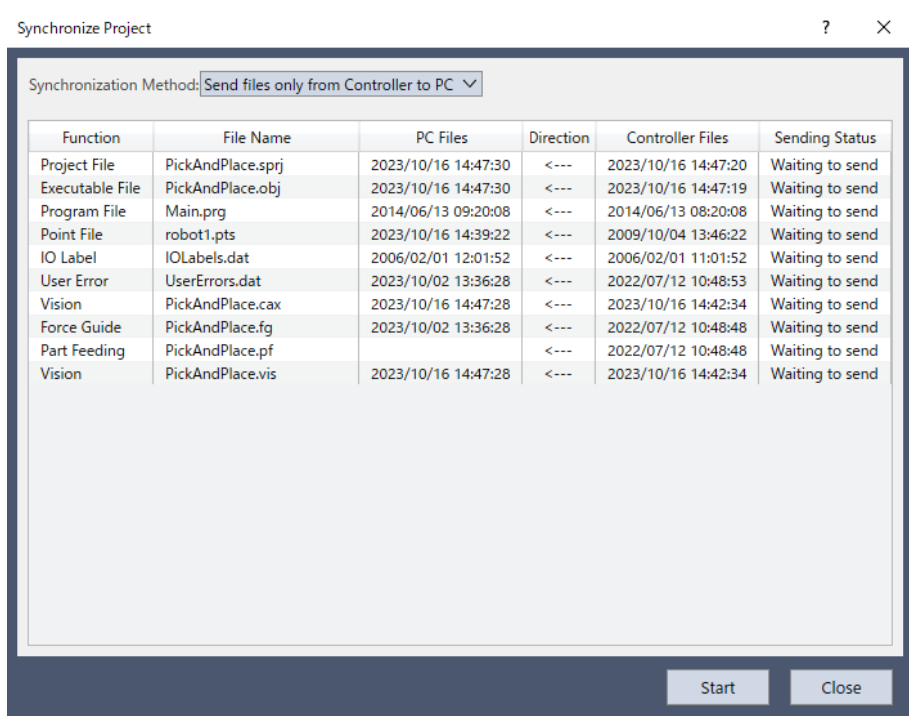 Synchronize Project ? ×
Synchronization Method: Send files only from Controller to PC
Function File Name PC Files Direction Controller Files Sending Status
Project File PickAndPlace.sprj 2023/10/16 14:47:30 <--- 2023/10/16 14:47:20 Waiting to send
Executable File PickAndPlace.obj 2023/10/16 14:47:30 <--- 2023/10/16 14:47:19 Waiting to send
Program File Main.prg 2014/06/13 09:20:08 <--- 2014/06/13 08:20:08 Waiting to send
Point File robot1.pts 2023/10/16 14:39:22 <--- 2009/10/04 13:46:22 Waiting to send
IO Label IOLabels.dat 2006/02/01 12:01:52 <--- 2006/02/01 11:01:52 Waiting to send
User Error UserErrors.dat 2023/10/02 13:36:28 <--- 2022/07/12 10:48:53 Waiting to send
Vision PickAndPlace.cax 2023/10/16 14:47:28 <--- 2023/10/16 14:42:34 Waiting to send
Force Guide PickAndPlace.fg 2023/10/02 13:36:28 <--- 2022/07/12 10:48:48 Waiting to send
Part Feeding PickAndPlace.pf <--- 2022/07/12 10:48:48 Waiting to send
Vision PickAndPlace.vis 2023/10/16 14:47:28 <--- 2023/10/16 14:42:34 Waiting to send
Start Close